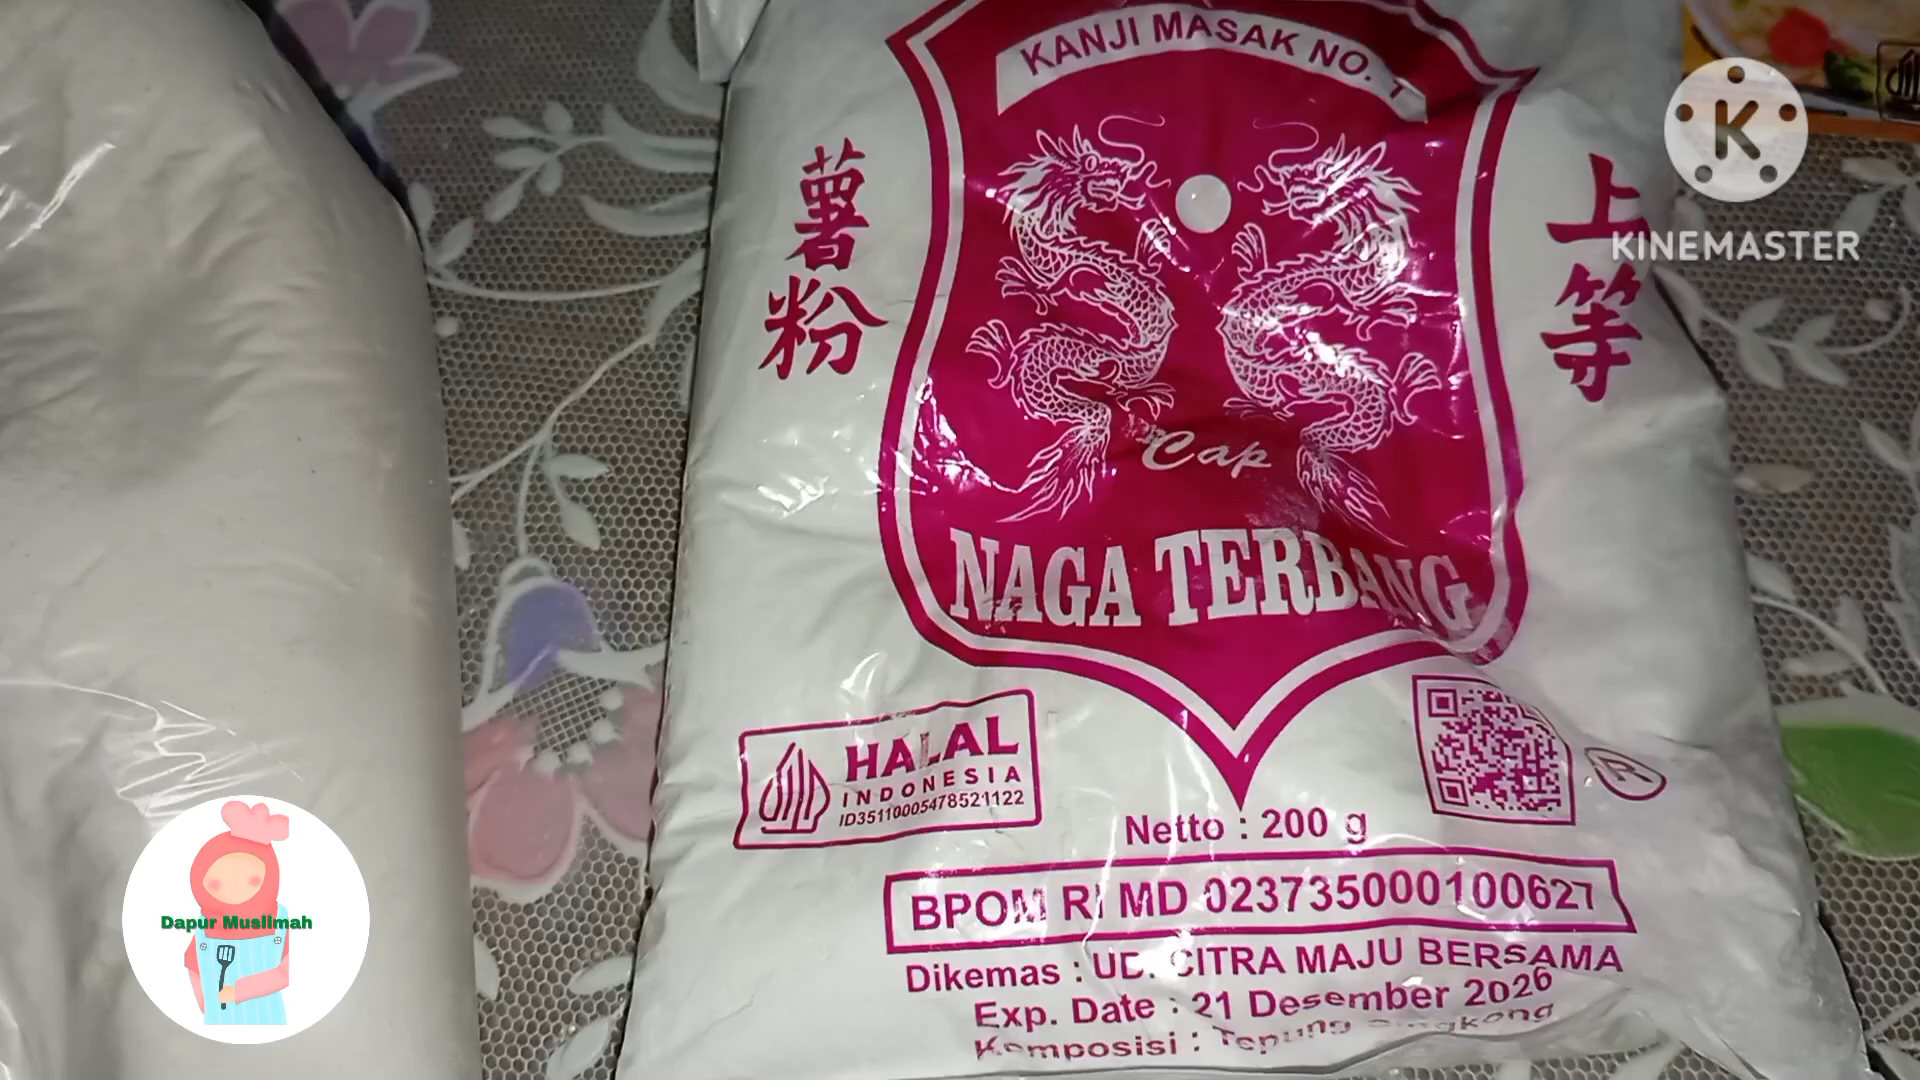 KANJI MASAK NO. 1
薯粉
上等
Cap
NAGA TERBANG
HALAL
INDONESIA
ID35110005478521122
Netto : 200 g
R
BPOM RI MD 023735000100627
Dikemas : UD. CITRA MAJU BERSAMA
Exp. Date : 21 Desember 2026
Komposisi : Tepung Singkong
K
KINEMASTER
Dapur Muslimah